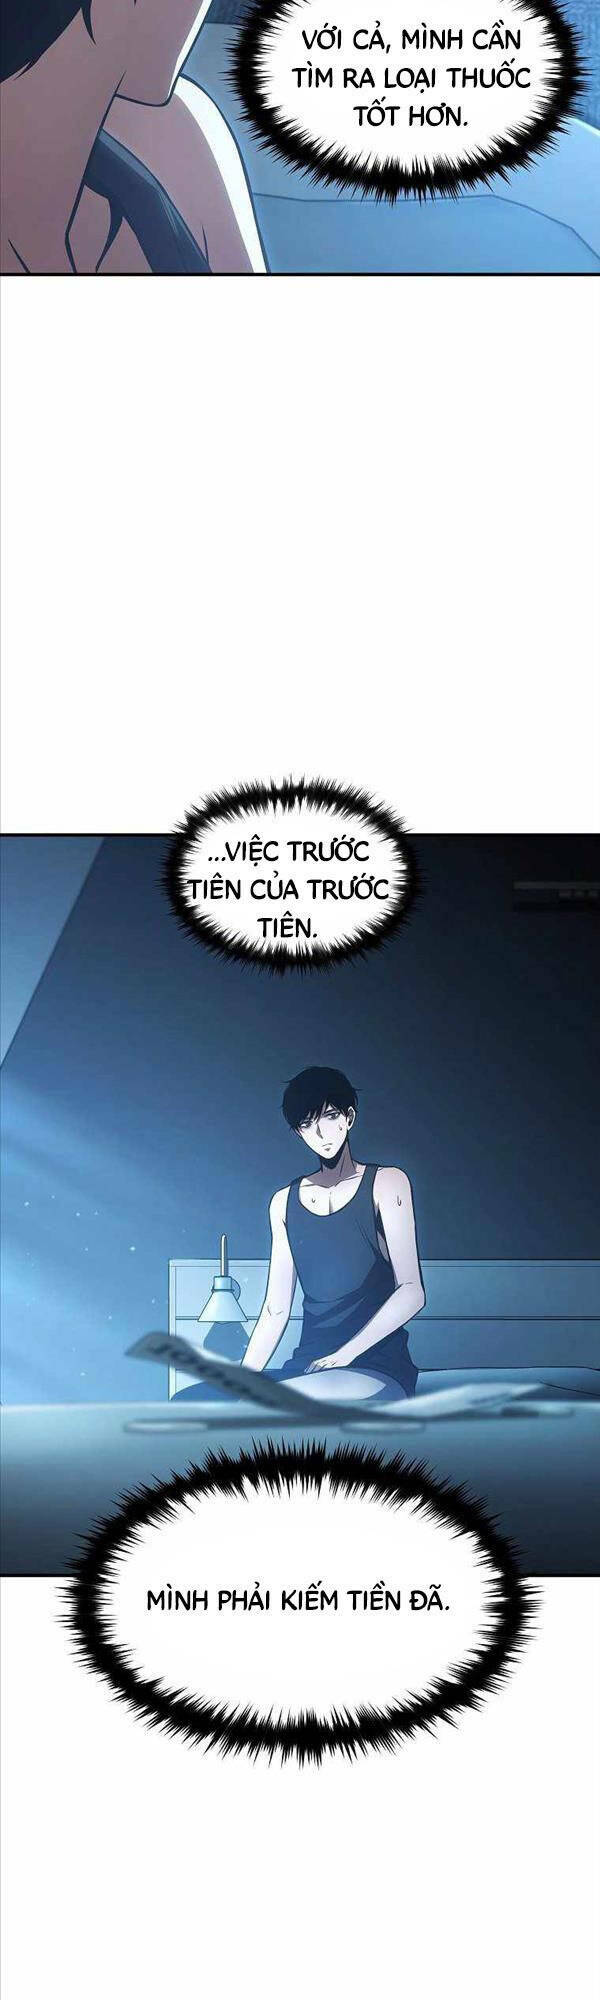 VỚI CẢ, MÌNH CẦN
TÌM RA LOẠI THUỐC
TỐT HƠN.
...VIỆC TRƯỚC
TIÊN CỦA TRƯỚC
TIÊN.
MÌNH PHẢI KIẾM TIỀN ĐÃ.